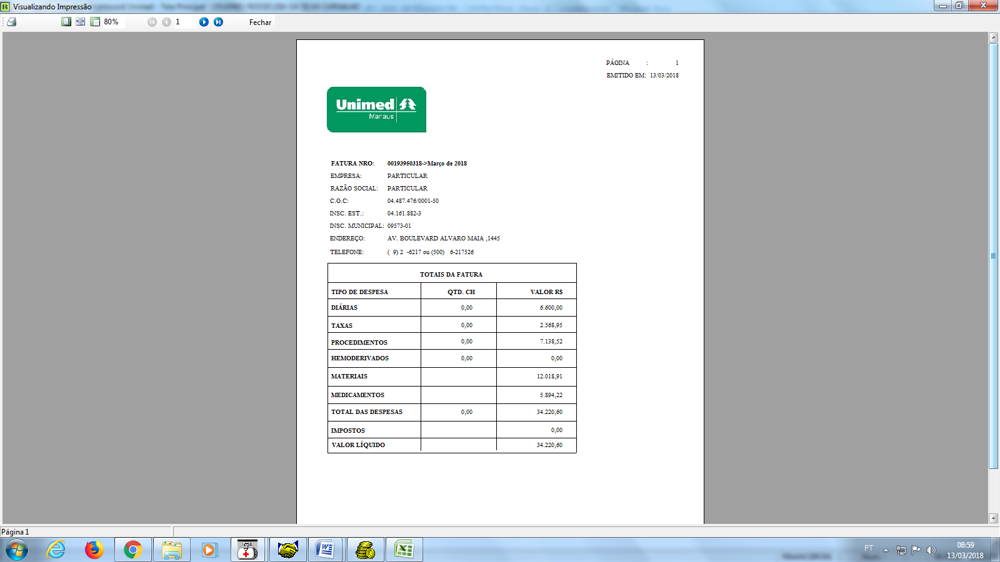 Visualizando Impressão
80%
1
Fechar
PÁGINA : 1
EMITIDO EM: 13/03/2018
Unimed
Manaus
FATURA NRO: 00193950318->Março de 2018
EMPRESA: PARTICULAR
RAZÃO SOCIAL: PARTICULAR
C.G.C: 04.487.476/0001-50
INSC. EST.: 04.161.882-3
INSC. MUNICIPAL: 09573-01
ENDEREÇO: AV. BOULEVARD ALVARO MAIA ,1445
TELEFONE: ( 9) 2 -6217 ou (500) 6-217526
TOTAIS DA FATURA
TIPO DE DESPESA QTD. CH VALOR R$
DIÁRIAS 0,00 6.600,00
TAXAS 0,00 2.568,95
PROCEDIMENTOS 0,00 7.138,52
HEMODERIVADOS 0,00 0,00
MATERIAIS 12.018,91
MEDICAMENTOS 5.894,22
TOTAL DAS DESPESAS 0,00 34.220,60
IMPOSTOS 0,00
VALOR LÍQUIDO 34.220,60
Página 1
PT
08:59
13/03/2018